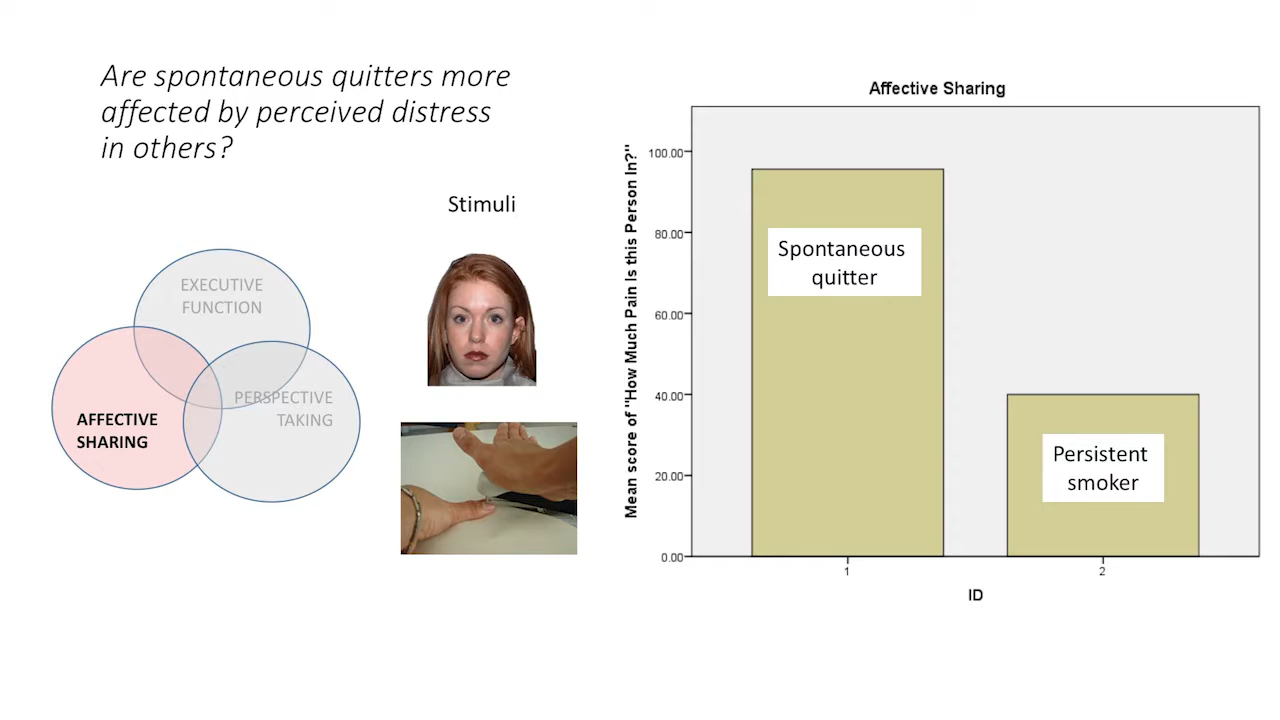 Are spontaneous quitters more
affected by perceived distress
in others?
Stimuli
EXECUTIVE
FUNCTION
PERSPECTIVE
TAKING
AFFECTIVE
SHARING
Affective Sharing
Mean score of "How Much Pain Is this Person In?"
100.00
80.00
60.00
40.00
20.00
0.00
Spontaneous
quitter
Persistent
smoker
1
2
ID